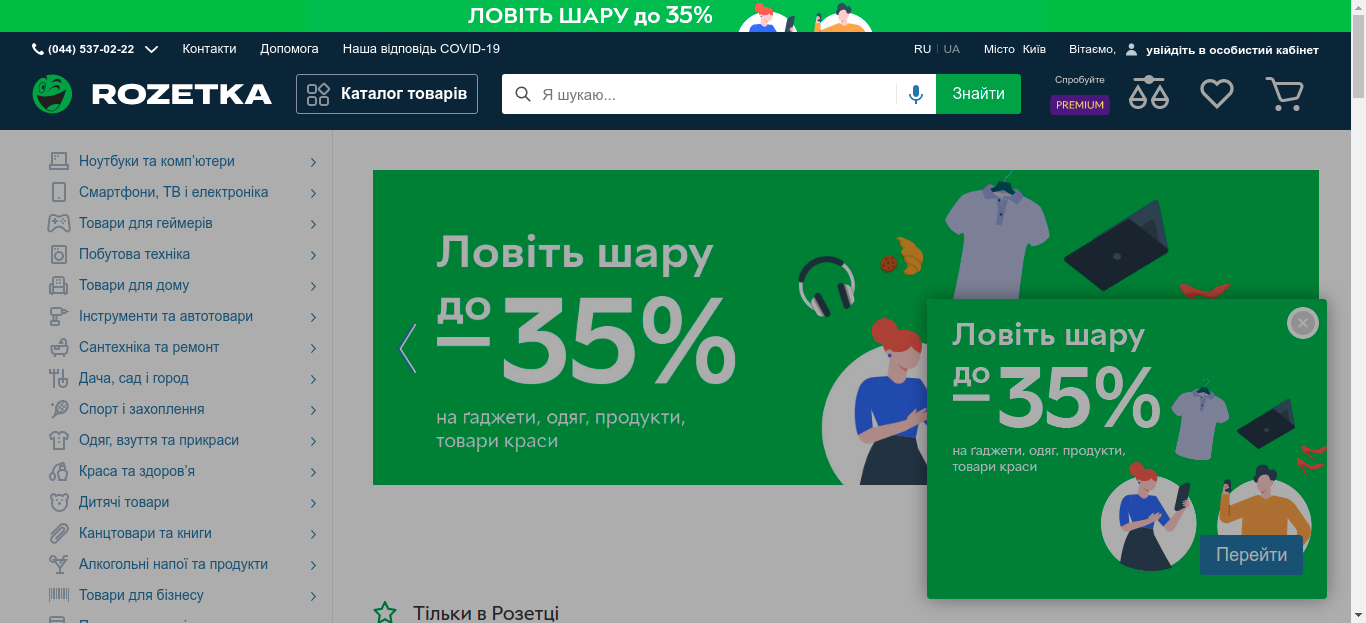 ЛОВІТЬ ШАРУ до 35%
(044) 537-02-22 Контакти Допомога Наша відповідь COVID-19 RU | UA Місто Київ Вітаємо, увійдіть в особистий кабінет
ROZETKA Каталог товарів Я шукаю... Знайти Спробуйте
PREMIUM
Ноутбуки та комп'ютери
Смартфони, ТВ і електроніка
Товари для геймерів
Побутова техніка
Товари для дому
Інструменти та автотовари
Сантехніка та ремонт
Дача, сад і город
Спорт і захоплення
Одяг, взуття та прикраси
Краса та здоров'я
Дитячі товари
Канцтовари та книги
Алкогольні напої та продукти
Товари для бізнесу
Ловіть шару
до
–35%
на ґаджети, одяг, продукти,
товари краси
Ловіть шару
до
–35%
на ґаджети, одяг, продукти,
товари краси
Перейти
Тільки в Розетці